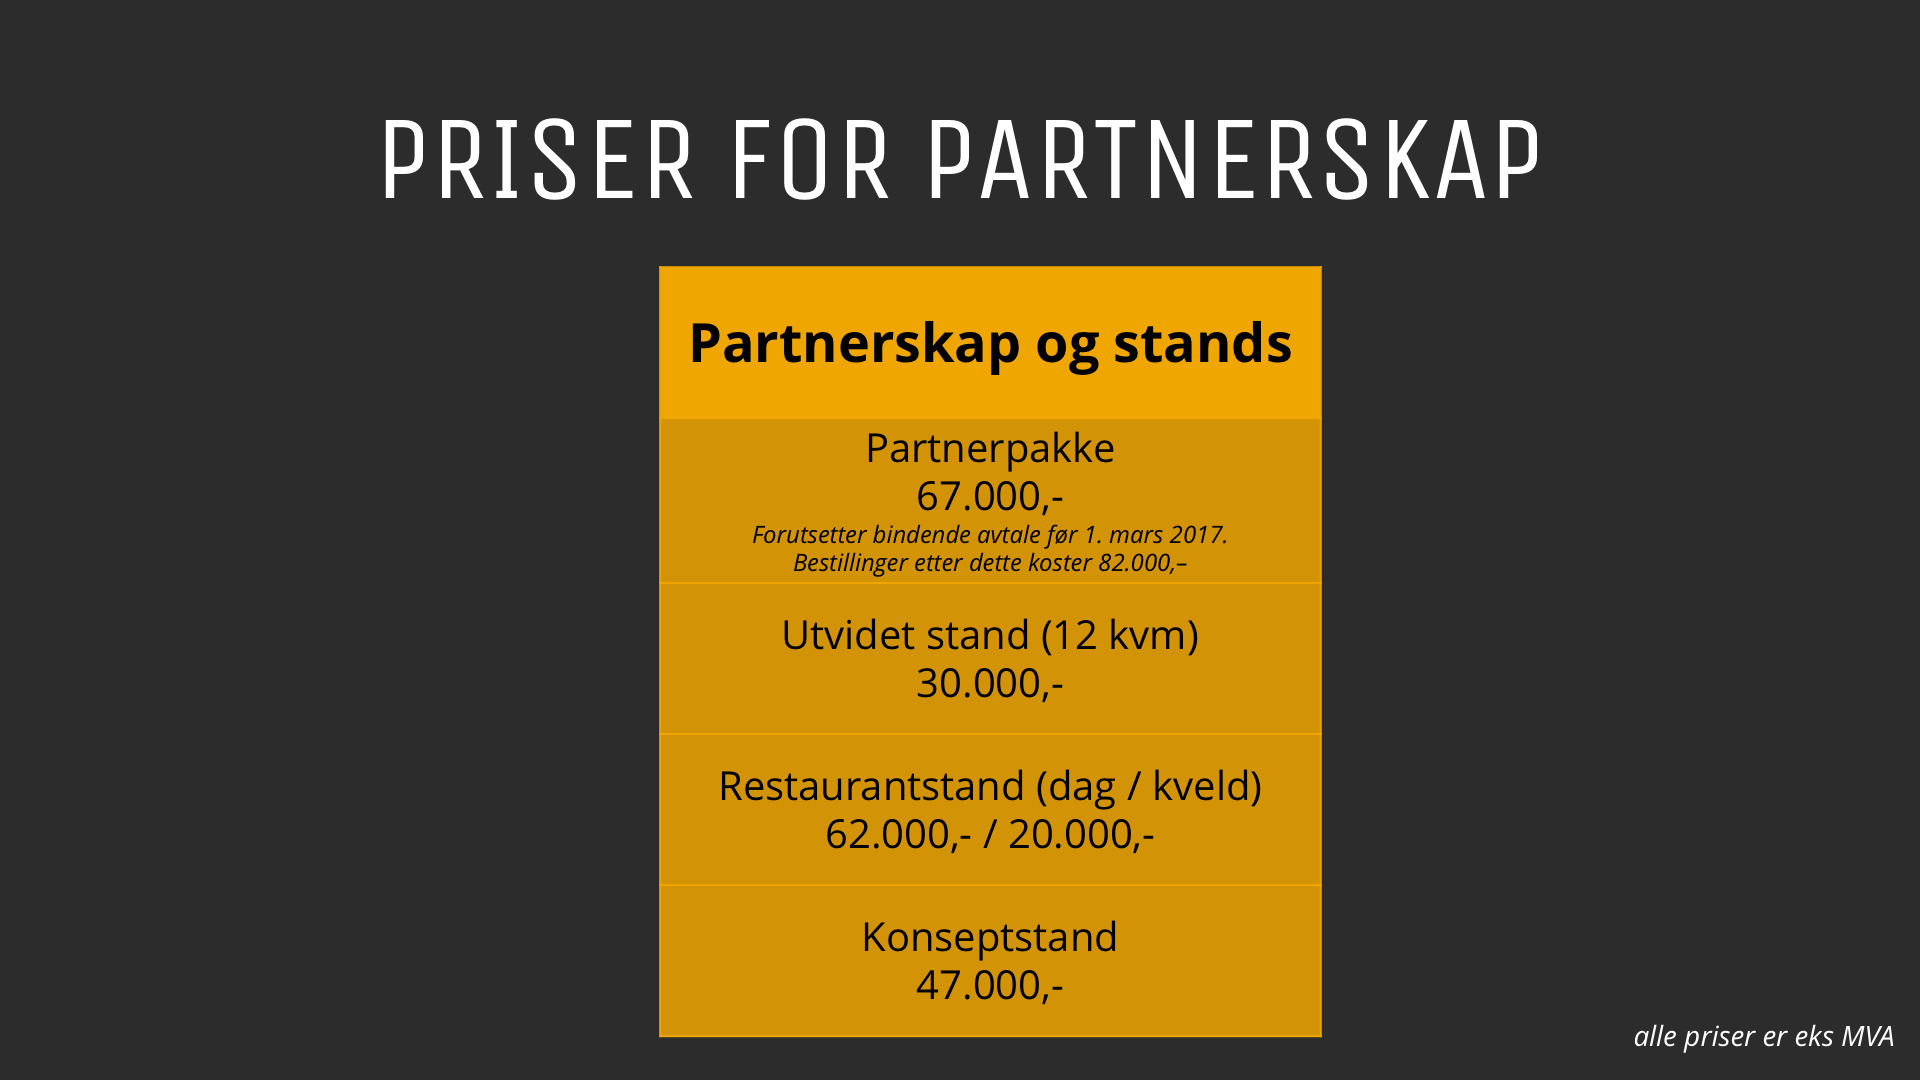 PRISER FOR PARTNERSKAP
Partnerskap og stands
Partnerpakke
67.000,-
Forutsetter bindende avtale før 1. mars 2017.
Bestillinger etter dette koster 82.000,–
Utvidet stand (12 kvm)
30.000,-
Restaurantstand (dag / kveld)
62.000,- / 20.000,-
Konseptstand
47.000,-
alle priser er eks MVA